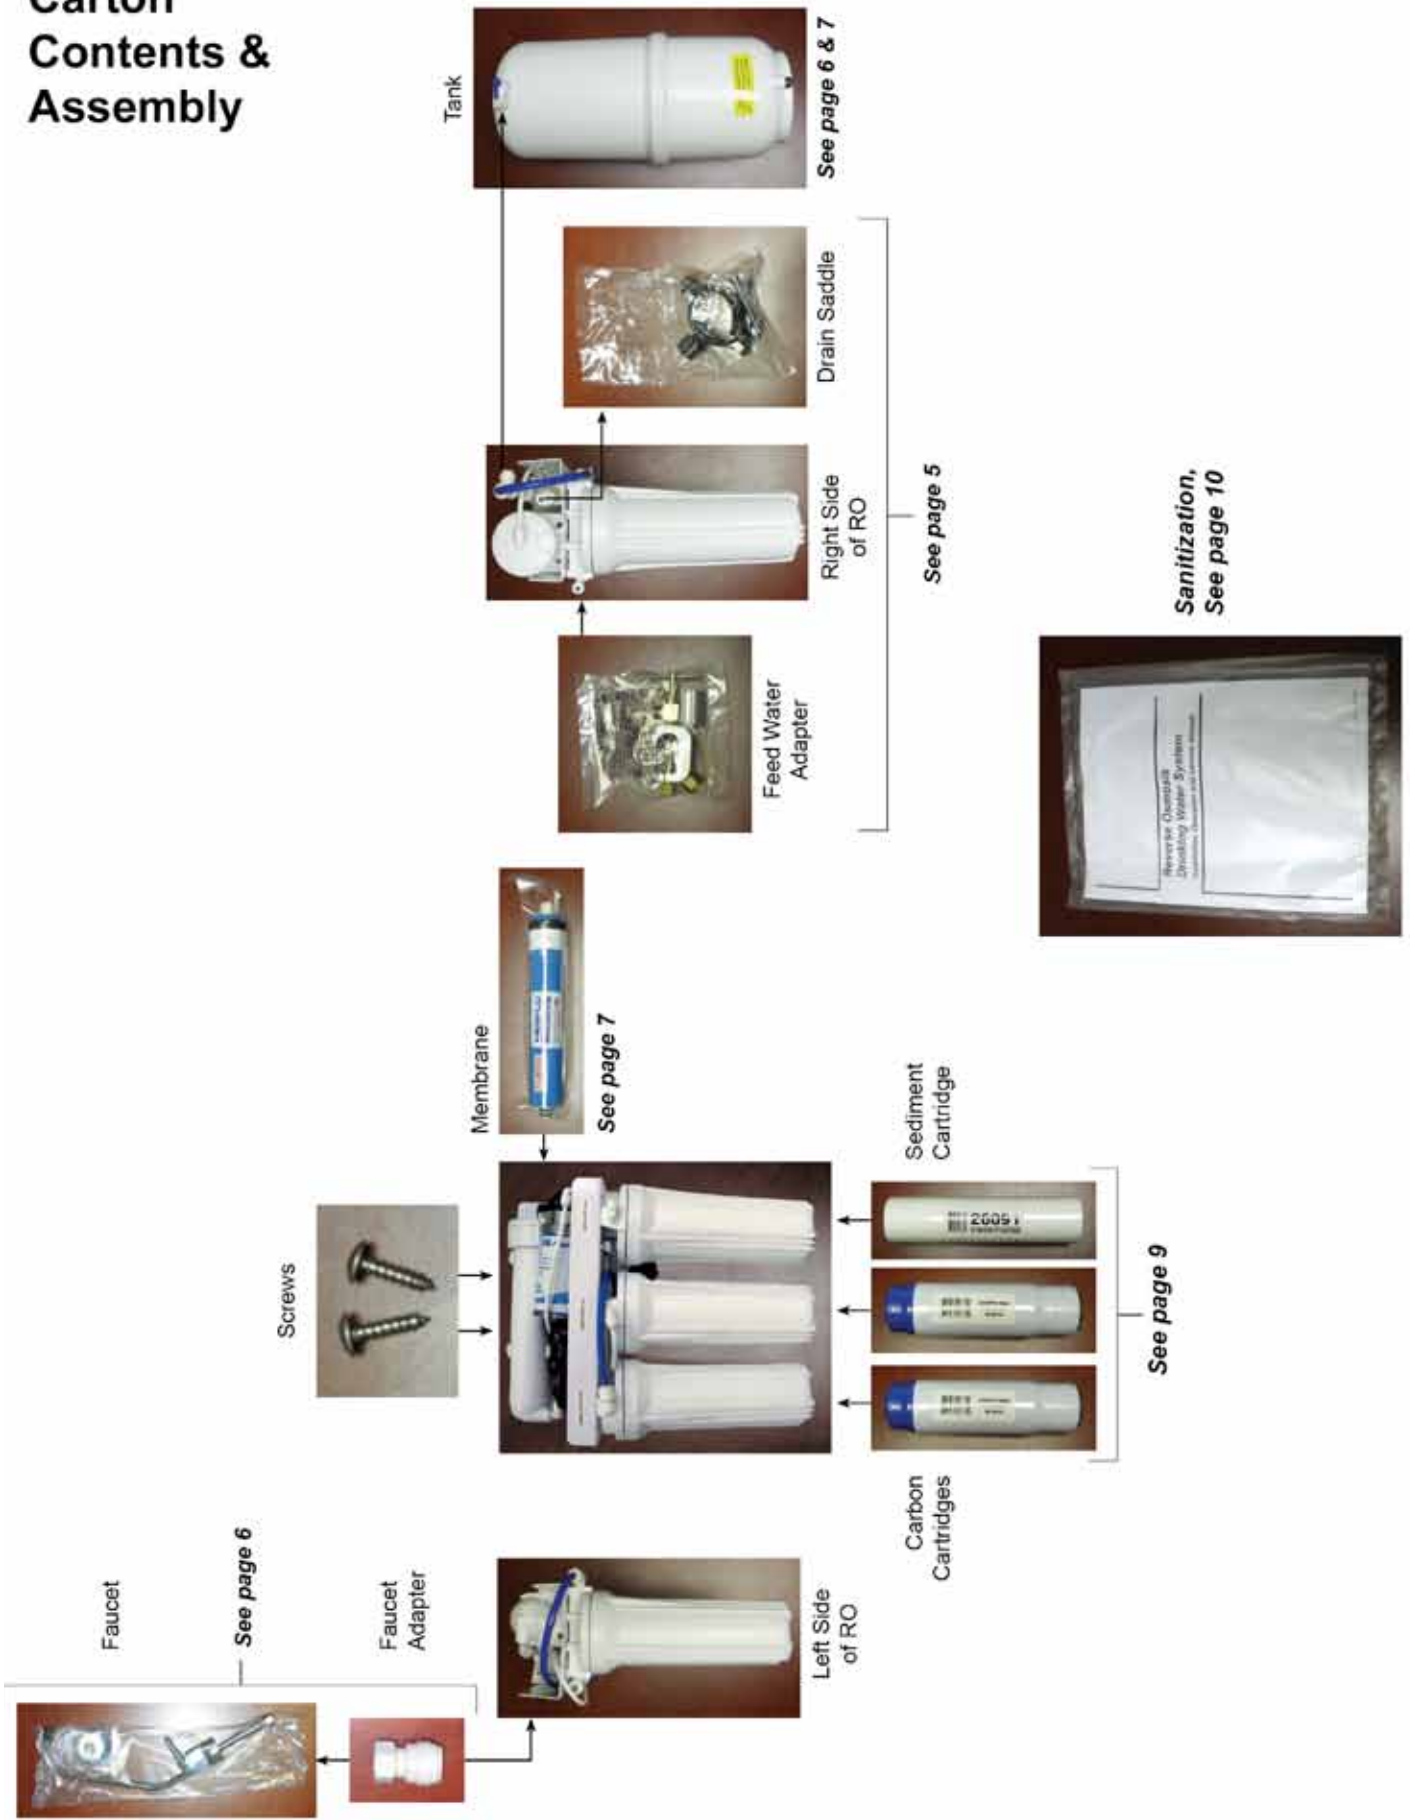 Carton
Contents &
Assembly
Tank
See page 6 & 7
Drain Saddle
Right Side
of RO
See page 5
Feed Water
Adapter
Sanitization,
See page 10
Reverse Osmosis
Drinking Water System
Membrane
See page 7
Screws
Sediment
Cartridge
See page 9
Carbon
Cartridges
Faucet
See page 6
Faucet
Adapter
Left Side
of RO